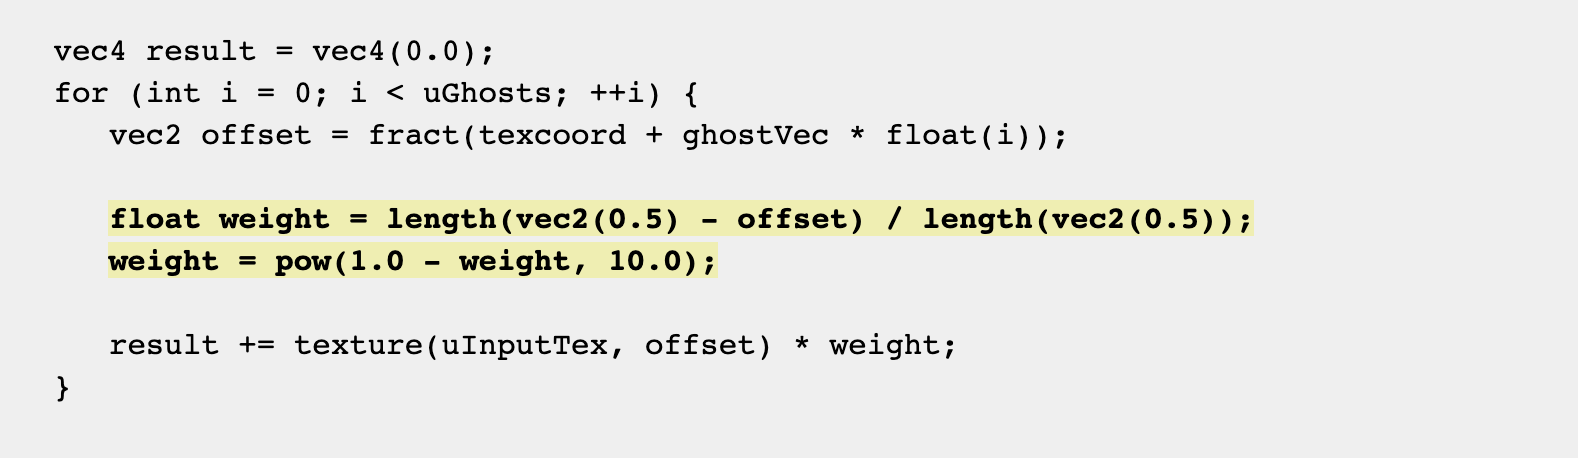 vec4 result = vec4(0.0);
for (int i = 0; i < uGhosts; ++i) {
   vec2 offset = fract(texcoord + ghostVec * float(i));
   float weight = length(vec2(0.5) - offset) / length(vec2(0.5));
   weight = pow(1.0 - weight, 10.0);
   result += texture(uInputTex, offset) * weight;
}